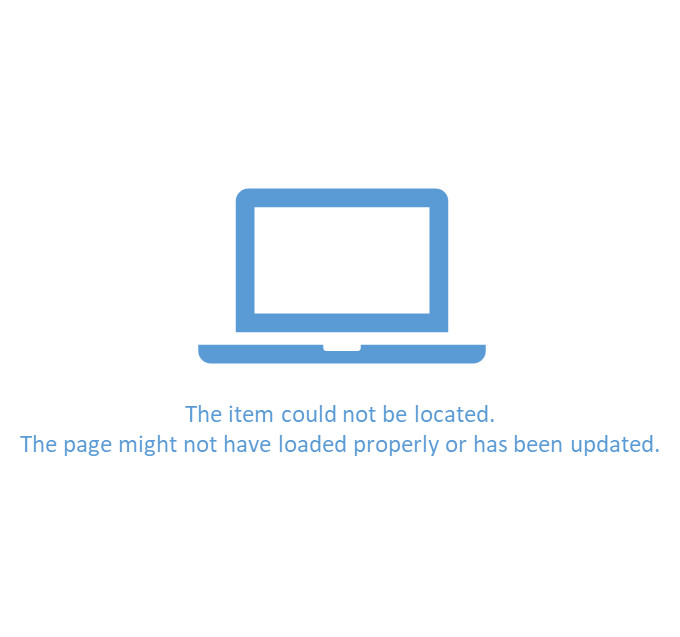 The item could not be located.
The page might not have loaded properly or has been updated.